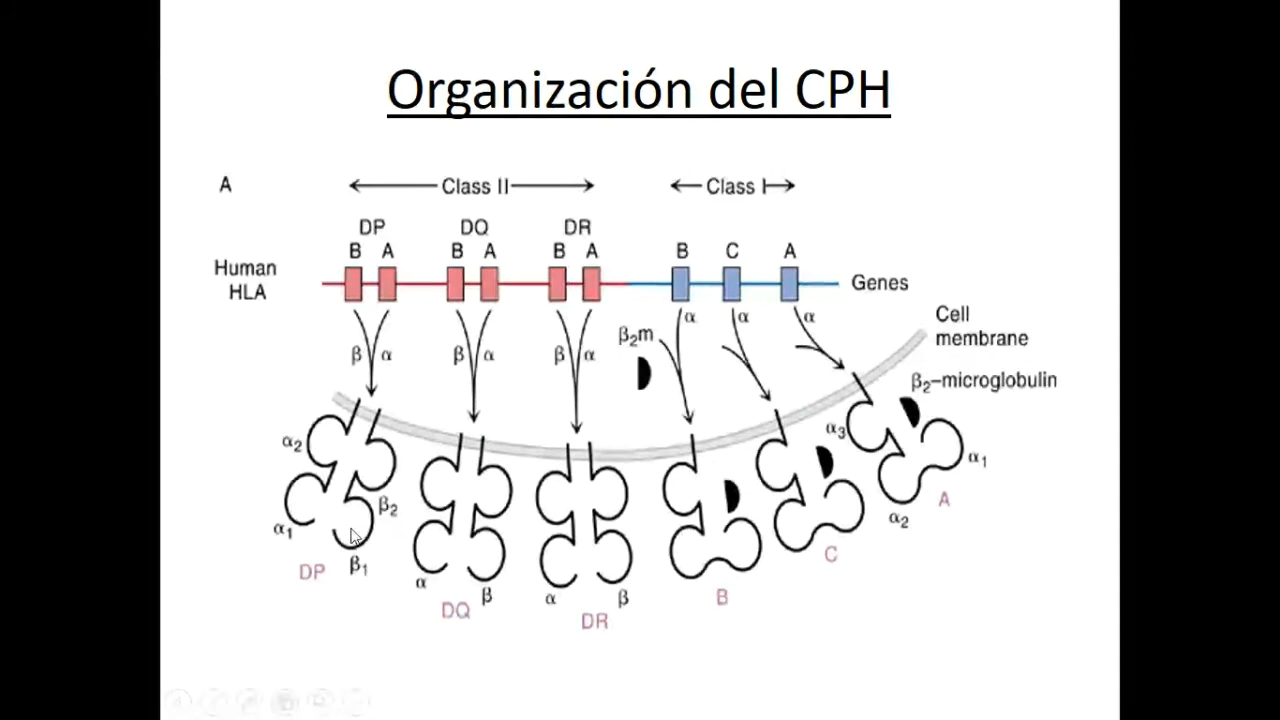 Organización del CPH
A
Class II
Class I
DP
DQ
DR
B A
B A
B A
B
C
A
Human
HLA
Genes
α
α
α
Cell
membrane
β₂m
β α
β α
β α
β₂–microglobulin
α₂
α₃
α₁
β₂
α₁
α₂
A
DP
β₁
α
β
α
β
C
DQ
DR
B